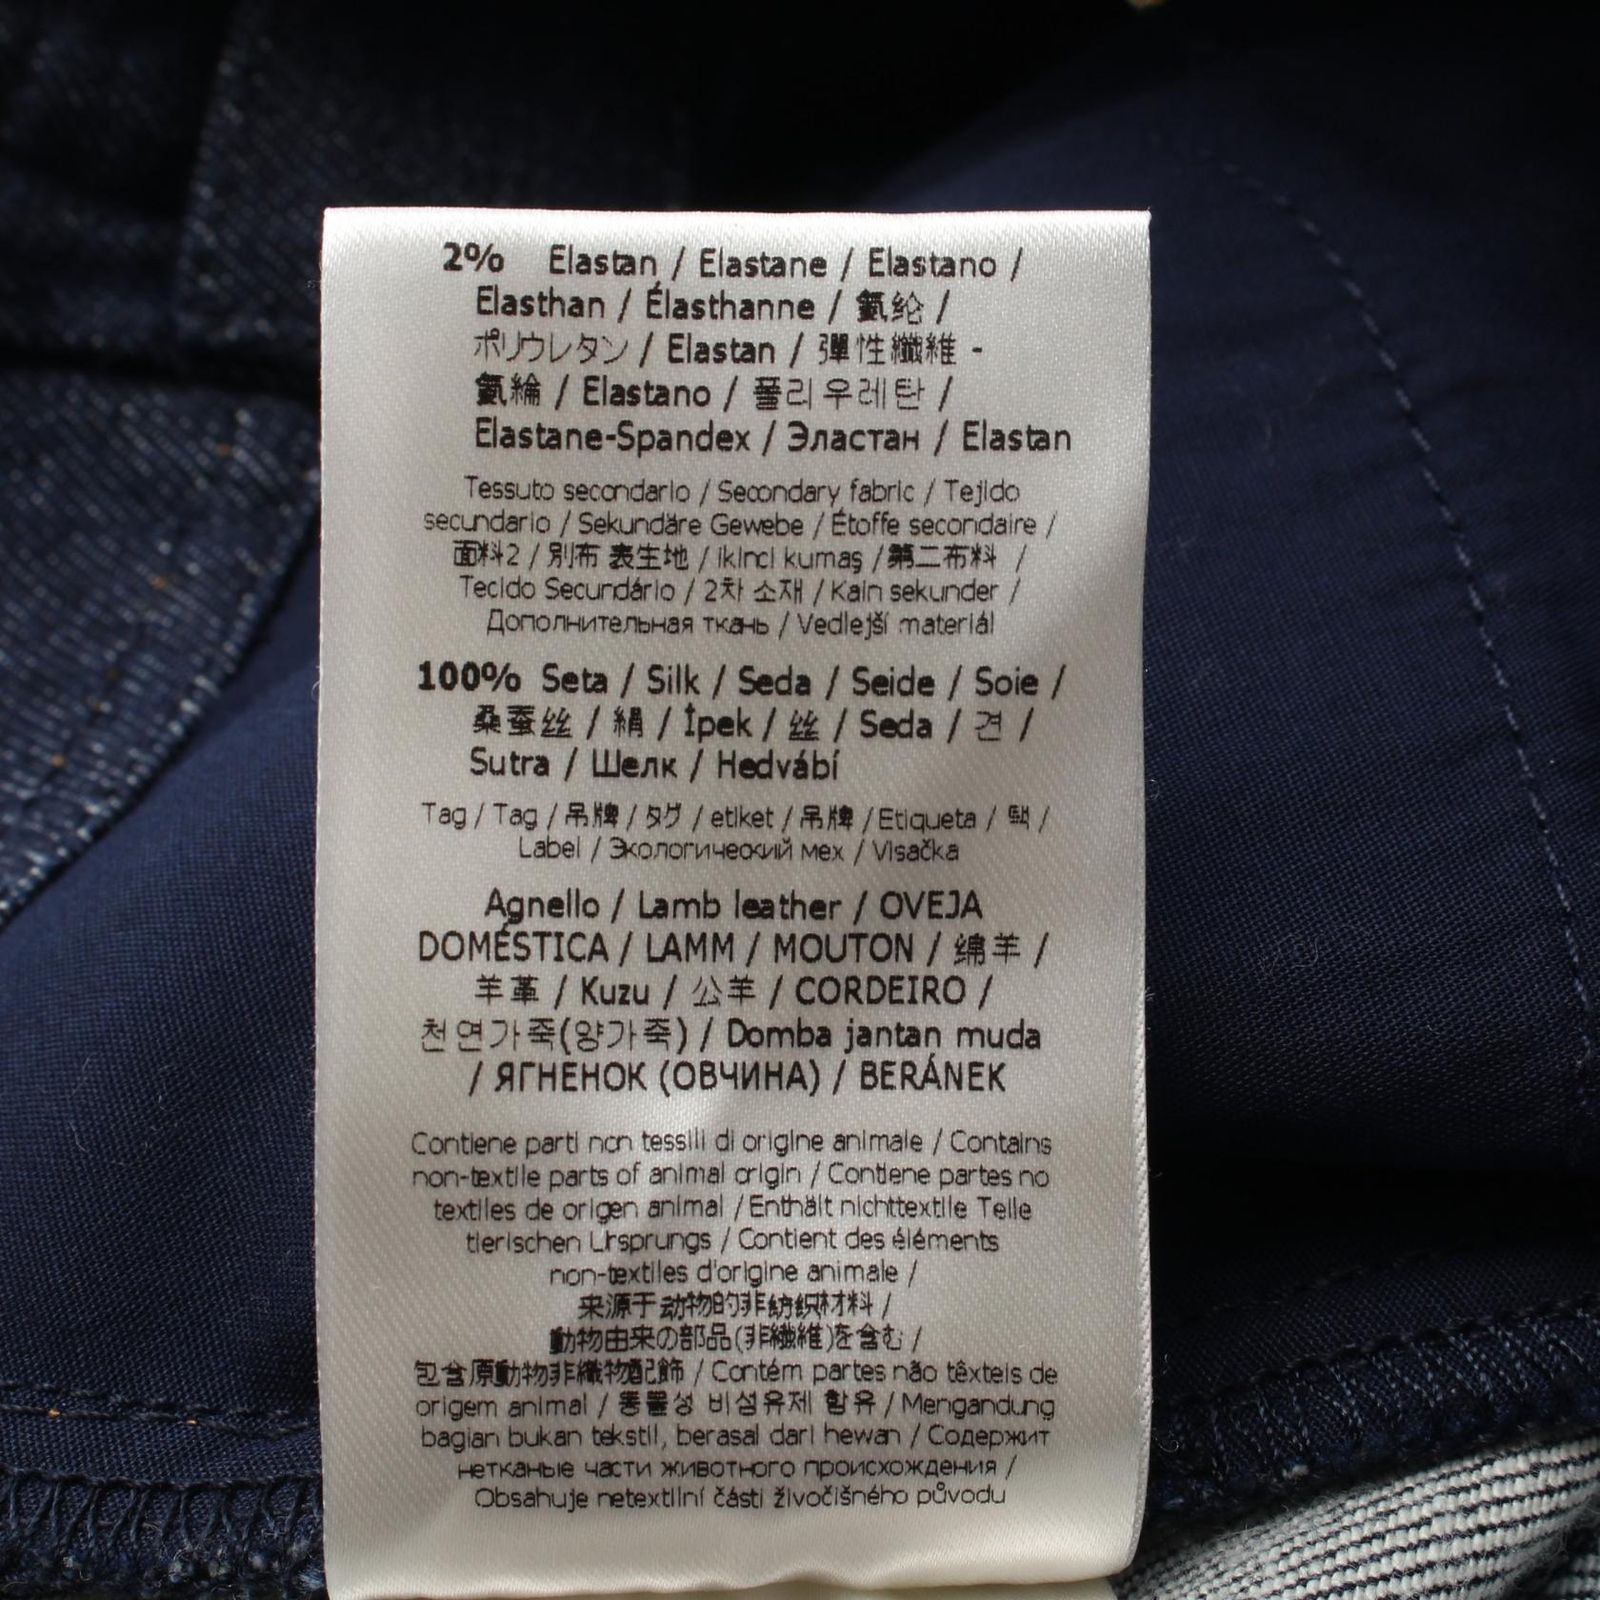 2% Elastan / Elastane / Elastano /
Elasthan / Élasthanne / 氨纶 /
ポリウレタン / Elastan / 彈性纖維 -
氨綸 / Elastano / 폴리우레탄 /
Elastane-Spandex / Эластан / Elastan
Tessuto secondario / Secondary fabric / Tejido
secundario / Sekundäre Gewebe / Étoffe secondaire /
面料2 / 別布 表生地 / ikinci kumaş / 第二布料 /
Tecido Secundário / 2차 소재 / Kain sekunder /
Дополнительная ткань / Vedlejší materiál
100% Seta / Silk / Seda / Seide / Soie /
桑蚕丝 / 絹 / İpek / 丝 / Seda / 견 /
Sutra / Шелк / Hedvábí
Tag / Tag / 吊牌 / タグ / etiket / 吊牌 / Etiqueta / 택 /
Label / Экологический мех / Visačka
Agnello / Lamb leather / OVEJA
DOMÉSTICA / LAMM / MOUTON / 绵羊 /
羊革 / Kuzu / 公羊 / CORDEIRO /
천연가죽(양가죽) / Domba jantan muda
/ ЯГНЕНОК (ОВЧИНА) / BERÁNEK
Contiene parti non tessili di origine animale / Contains
non-textile parts of animal origin / Contiene partes no
textiles de origen animal / Enthält nichttextile Teile
tierischen Ursprungs / Contient des éléments
non-textiles d'origine animale /
来源于动物的非纺织材料 /
動物由来の部品(非繊維)を含む /
包含原動物非織物配飾 / Contém partes não têxteis de
origem animal / 동물성 비섬유제 함유 / Mengandung
bagian bukan tekstil, berasal dari hewan / Содержит
нетканые части животного происхождения /
Obsahuje netextilní části živočišného původu